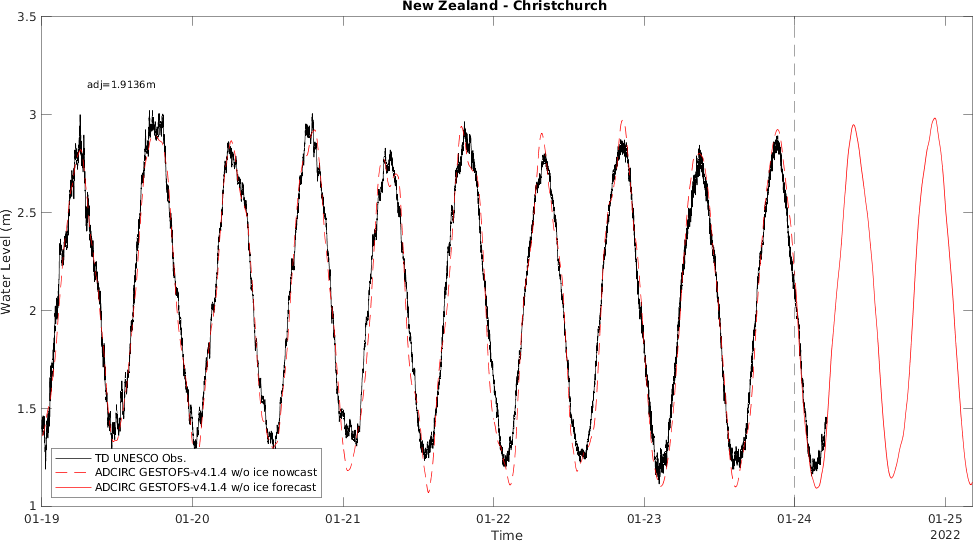 New Zealand - Christchurch
3.5
adj=1.9136m
3
2.5
Water Level (m)
2
1.5
TD UNESCO Obs.
ADCIRC GESTOFS-v4.1.4 w/o ice nowcast
ADCIRC GESTOFS-v4.1.4 w/o ice forecast
1
01-19
01-20
01-21
01-22
01-23
01-24
01-25
Time
2022